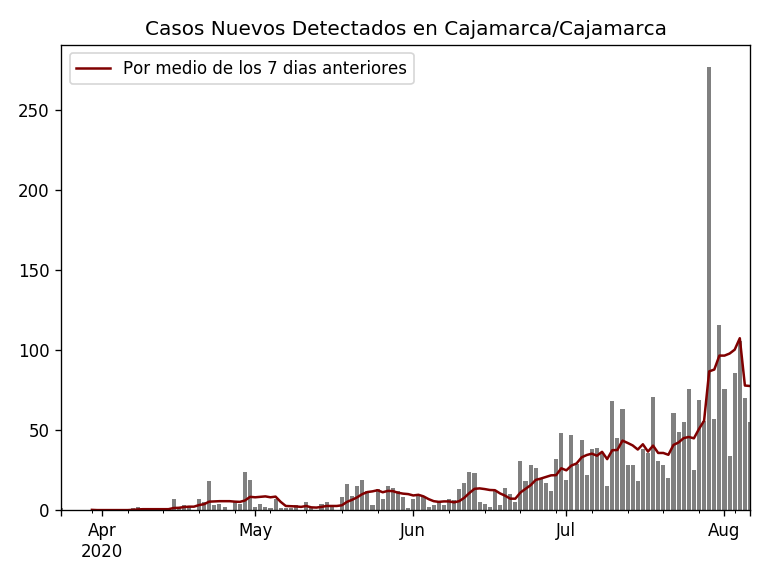 Casos Nuevos Detectados en Cajamarca/Cajamarca
Por medio de los 7 dias anteriores
250
200
150
100
50
0
Apr
2020
May
Jun
Jul
Aug